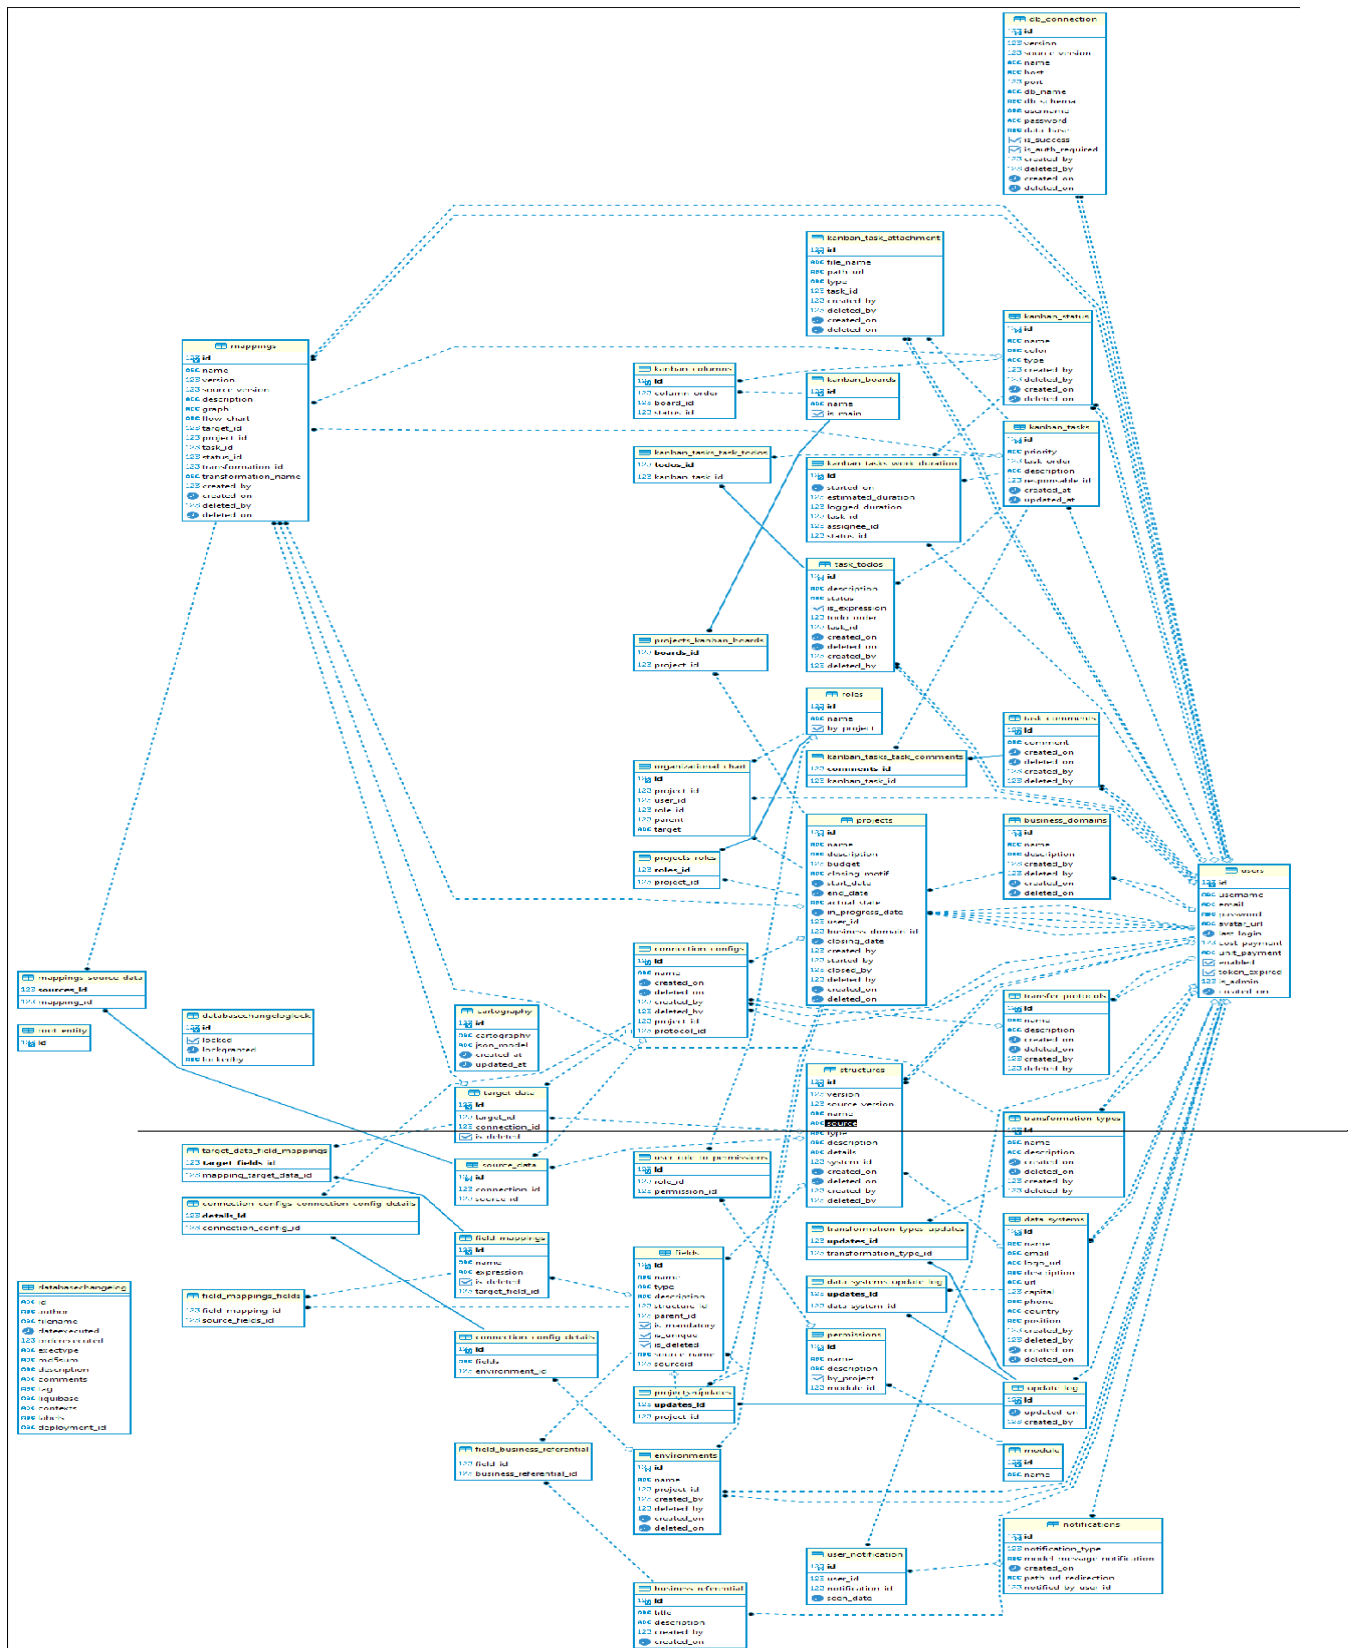 db_connection
id
version
source_version
name
host
port
db_name
db_schema
username
password
data_base
is_success
is_auth_required
created_by
deleted_by
created_on
deleted_on
kanban_task_attachment
id
file_name
path_url
type
task_id
created_by
deleted_by
created_on
deleted_on
kanban_status
id
name
color
type
created_by
deleted_by
created_on
deleted_on
mappings
id
name
version
source_version
description
graph
flow_chart
target_id
project_id
task_id
status_id
transformation_id
transformation_name
created_by
created_on
deleted_by
deleted_on
kanban_columns
id
column_order
board_id
status_id
kanban_boards
id
name
is_main
kanban_tasks
id
priority
task_order
description
responsable_id
created_at
updated_at
kanban_tasks_task_todos
todos_id
kanban_task_id
kanban_tasks_work_duration
id
started_on
estimated_duration
logged_duration
task_id
assignee_id
status_id
task_todos
id
description
status
is_expression
todo_order
task_id
created_on
deleted_on
created_by
deleted_by
projects_kanban_boards
boards_id
project_id
roles
id
name
by_project
task_comments
id
comment
created_on
deleted_on
created_by
deleted_by
kanban_tasks_task_comments
comments_id
kanban_task_id
organizational_chart
id
project_id
user_id
role_id
parent
target
projects_roles
roles_id
project_id
projects
id
name
description
budget
closing_motif
start_date
end_date
actual_state
in_progress_date
user_id
business_domain_id
closing_date
created_by
started_by
closed_by
deleted_by
created_on
deleted_on
business_domains
id
name
description
created_by
deleted_by
created_on
deleted_on
users
id
username
email
password
avatar_url
last_login
cost_payment
unit_payment
enabled
token_expired
is_admin
created_on
connection_configs
id
name
created_on
deleted_on
created_by
deleted_by
project_id
protocol_id
mappings_source_data
sources_id
mapping_id
root_entity
id
databasechangeloglock
id
locked
lockgranted
lockedby
cartography
id
cartography
json_model
created_at
updated_at
transfer_protocols
id
name
description
created_on
deleted_on
created_by
deleted_by
structures
id
version
source_version
name
source
type
description
details
system_id
created_on
deleted_on
created_by
deleted_by
target_data
id
target_id
connection_id
is_deleted
transformation_types
id
name
description
created_on
deleted_on
created_by
deleted_by
target_data_field_mappings
target_fields_id
mapping_target_data_id
source_data
id
connection_id
source_id
user_role_to_permissions
id
role_id
permission_id
connection_configs_connection_config_details
details_id
connection_config_id
field_mappings
id
name
expression
is_deleted
target_field_id
fields
id
name
type
description
structure_id
parent_id
is_mandatory
is_unique
is_deleted
source_name
sourceid
transformation_types_updates
updates_id
transformation_type_id
data_systems
id
name
email
logo_url
description
url
capital
phone
country
position
created_by
deleted_by
created_on
deleted_on
data_systems_update_log
updates_id
data_system_id
databasechangelog
id
author
filename
dateexecuted
orderexecuted
exectype
md5sum
description
comments
tag
liquibase
contexts
labels
deployment_id
field_mappings_fields
field_mapping_id
source_fields_id
connection_config_details
id
fields
environment_id
permissions
id
name
description
by_project
module_id
projects_updates
updates_id
project_id
update_log
id
updated_on
created_by
field_business_referential
field_id
business_referential_id
environments
id
name
project_id
created_by
deleted_by
created_on
deleted_on
module
id
name
notifications
id
notification_type
model_message_notification
created_on
path_url_redirection
notified_by_user_id
user_notification
id
user_id
notification_id
seen_date
business_referential
id
title
description
created_by
created_on